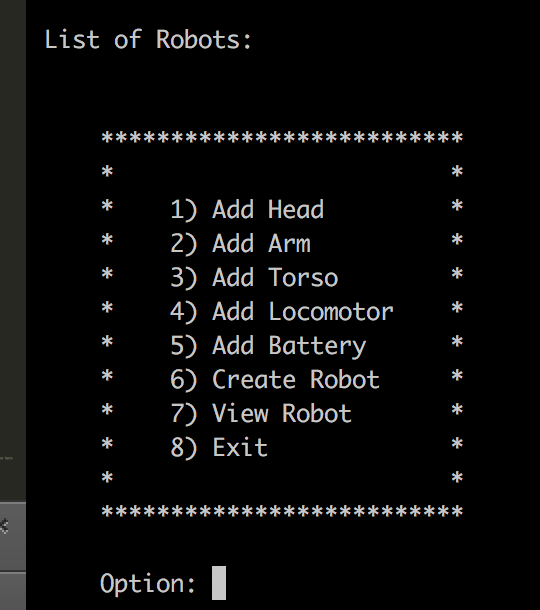 List of Robots:
**************************
* *
* 1) Add Head *
* 2) Add Arm *
* 3) Add Torso *
* 4) Add Locomotor *
* 5) Add Battery *
* 6) Create Robot *
* 7) View Robot *
* 8) Exit *
* *
**************************
Option: